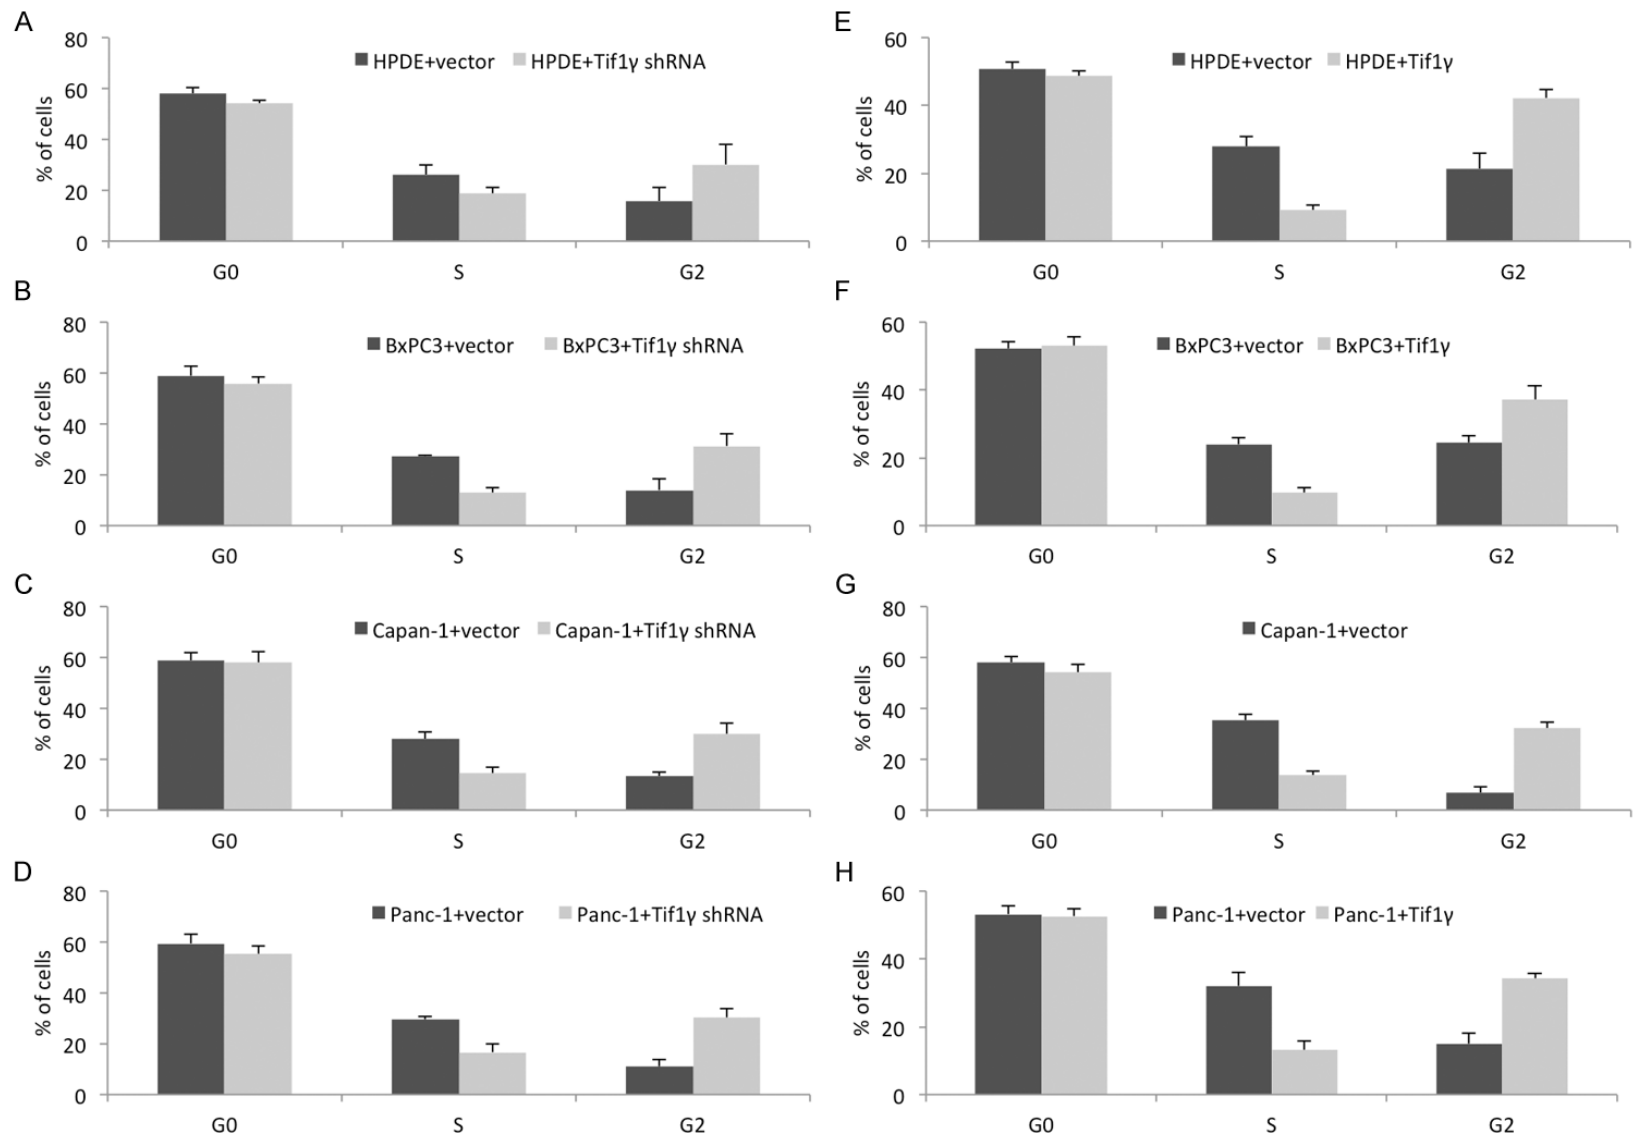 A
80
60
40
20
0
% of cells
HPDE+vector HPDE+Tif1γ shRNA
G0 S G2
E
60
40
20
0
% of cells
HPDE+vector HPDE+Tif1γ
G0 S G2
B
80
60
40
20
0
% of cells
BxPC3+vector BxPC3+Tif1γ shRNA
G0 S G2
F
60
40
20
0
% of cells
BxPC3+vector BxPC3+Tif1γ
G0 S G2
C
80
60
40
20
0
% of cells
Capan-1+vector Capan-1+Tif1γ shRNA
G0 S G2
G
80
60
40
20
0
% of cells
Capan-1+vector
G0 S G2
D
80
60
40
20
0
% of cells
Panc-1+vector Panc-1+Tif1γ shRNA
G0 S G2
H
60
40
20
0
% of cells
Panc-1+vector Panc-1+Tif1γ
G0 S G2